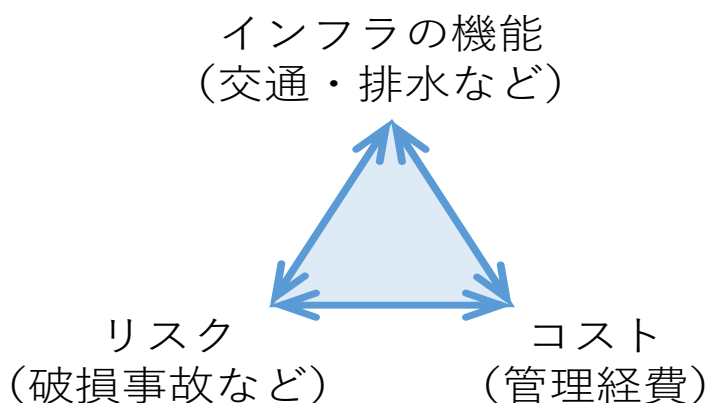 インフラの機能
(交通・排水など)
リスク
(破損事故など)
コスト
(管理経費)